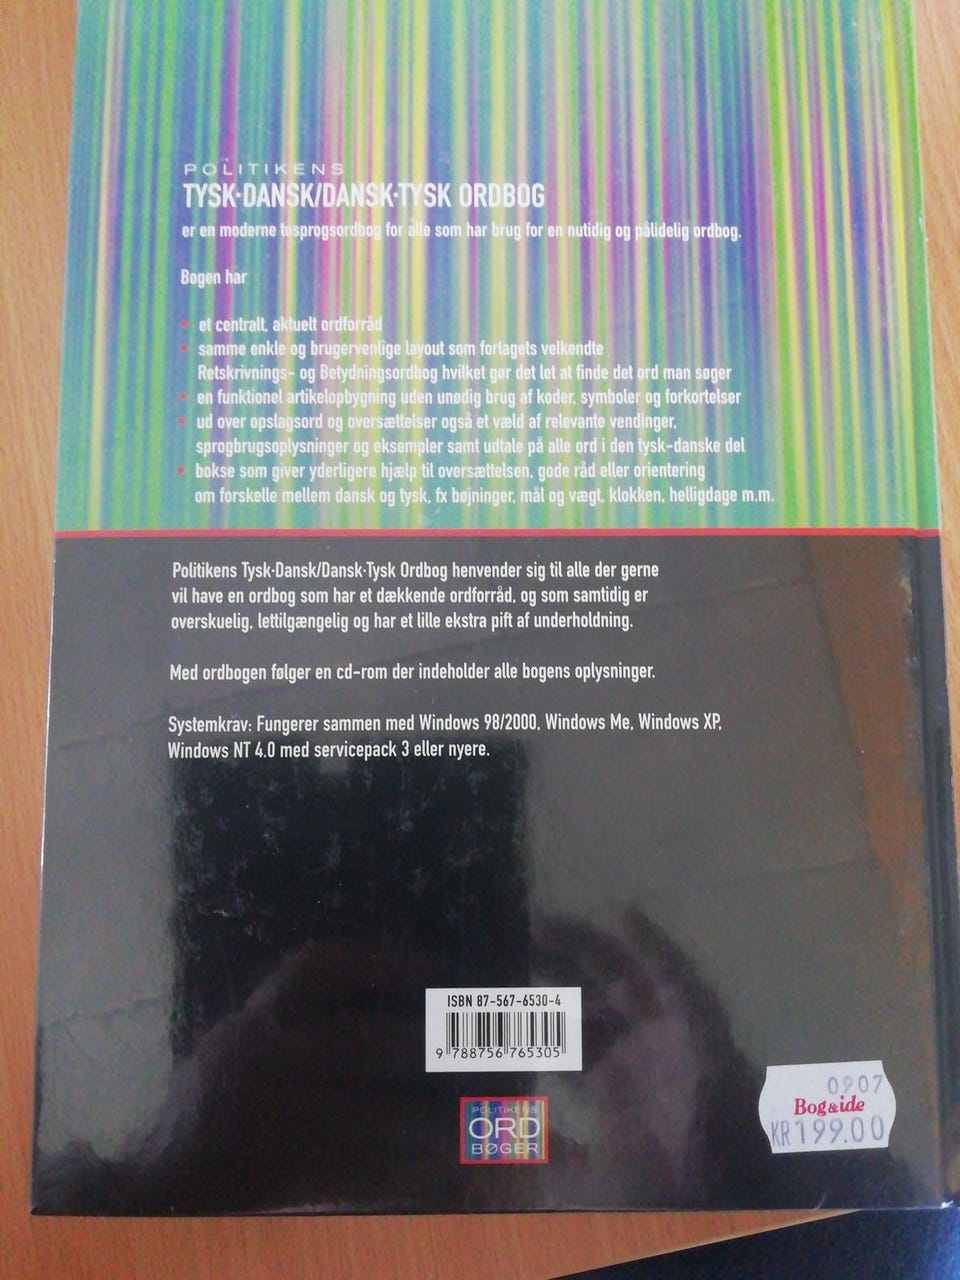 POLITIKENS
TYSK·DANSK/DANSK·TYSK ORDBOG
er en moderne tosprogsordbog for alle som har brug for en nutidig og pålidelig ordbog.
Bogen har
• et centralt, aktuelt ordforråd
• samme enkle og brugervenlige layout som forlagets velkendte
Retskrivnings- og Betydningsordbog hvilket gør det let at finde det ord man søger
• en funktionel artikelopbygning uden unødig brug af koder, symboler og forkortelser
• ud over opslagsord og oversættelser også et væld af relevante vendinger,
sprogbrugsoplysninger og eksempler samt udtale på alle ord i den tysk-danske del
• bokse som giver yderligere hjælp til oversættelsen, gode råd eller orientering
om forskelle mellem dansk og tysk, fx bøjninger, mål og vægt, klokken, helligdage m.m.
Politikens Tysk·Dansk/Dansk·Tysk Ordbog henvender sig til alle der gerne
vil have en ordbog som har et dækkende ordforråd, og som samtidig er
overskuelig, lettilgængelig og har et lille ekstra pift af underholdning.
Med ordbogen følger en cd-rom der indeholder alle bogens oplysninger.
Systemkrav: Fungerer sammen med Windows 98/2000, Windows Me, Windows XP,
Windows NT 4.0 med servicepack 3 eller nyere.
ISBN 87-567-6530-4
9 788756 765305
POLITIKENS
ORD
BØGER
0907
Bog&ide
KR 199.00